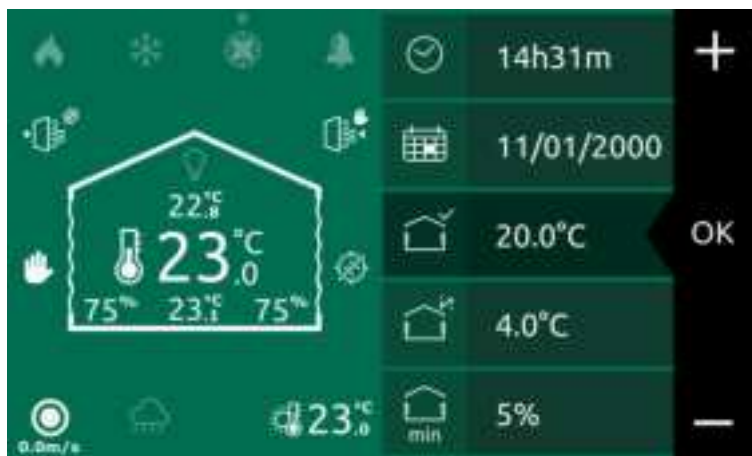 22.8°C
23.0°C
75% 23.1°C 75%
0.0m/s
23.0°C
14h31m
11/01/2000
20.0°C
4.0°C
min 5%
+
OK
—